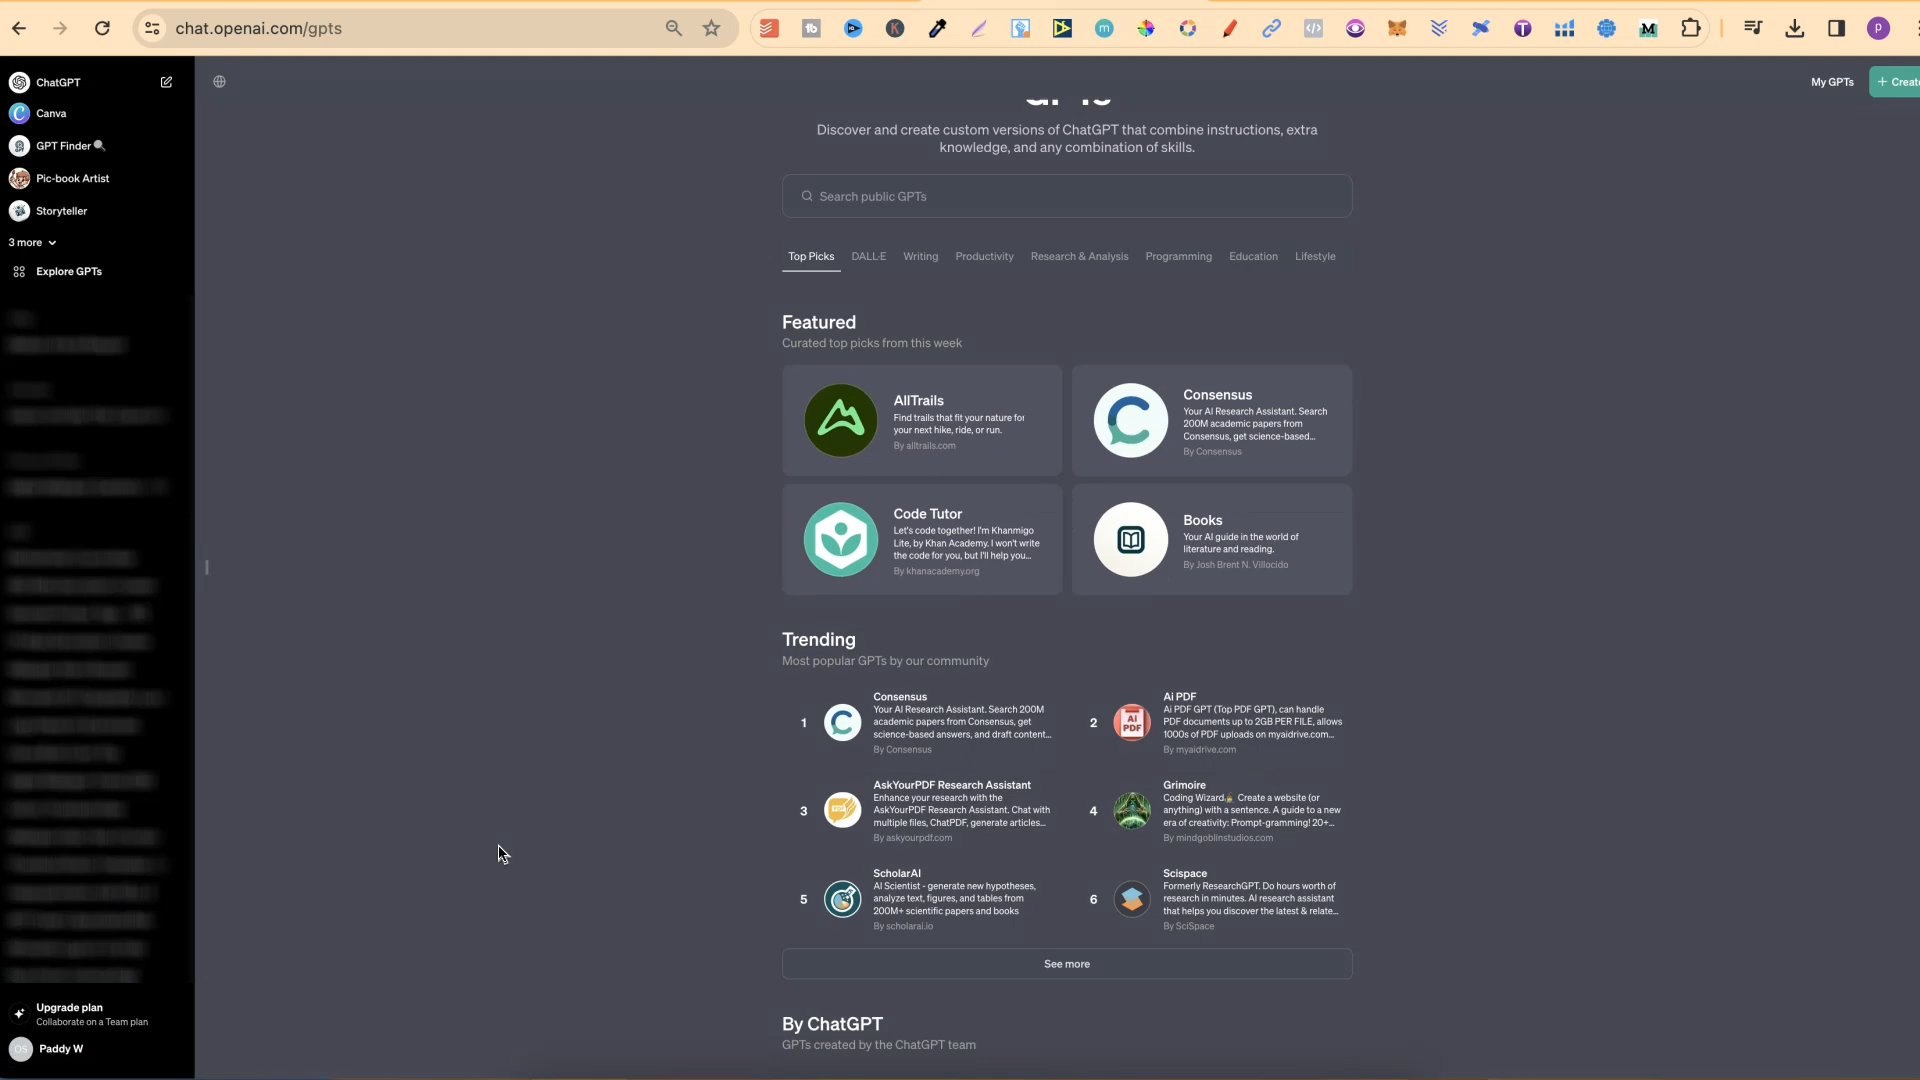 chat.openai.com/gpts
ChatGPT
Canva
GPT Finder
Pic-book Artist
Storyteller
3 more
Explore GPTs
Upgrade plan
Collaborate on a Team plan
Paddy W
My GPTs
+ Create
GPTs
Discover and create custom versions of ChatGPT that combine instructions, extra
knowledge, and any combination of skills.
Search public GPTs
Top Picks DALL·E Writing Productivity Research & Analysis Programming Education Lifestyle
Featured
Curated top picks from this week
AllTrails
Find trails that fit your nature for
your next hike, ride, or run.
By alltrails.com
Consensus
Your AI Research Assistant. Search
200M academic papers from
Consensus, get science-based...
By Consensus
Code Tutor
Let's code together! I'm Khanmigo
Lite, by Khan Academy. I won't write
the code for you, but I'll help you...
By khanacademy.org
Books
Your AI guide in the world of
literature and reading.
By Josh Brent N. Villocido
Trending
Most popular GPTs by our community
1
Consensus
Your AI Research Assistant. Search 200M
academic papers from Consensus, get
science-based answers, and draft content...
By Consensus
2
AI PDF
Ai PDF
Ai PDF GPT (Top PDF GPT), can handle
PDF documents up to 2GB PER FILE, allows
1000s of PDF uploads on myaidrive.com...
By myaidrive.com
3
AskYourPDF Research Assistant
Enhance your research with the
AskYourPDF Research Assistant. Chat with
multiple files, ChatPDF, generate articles...
By askyourpdf.com
4
Grimoire
Coding Wizard Create a website (or
anything) with a sentence. A guide to a new
era of creativity: Prompt-gramming! 20+...
By mindgoblinstudios.com
5
ScholarAI
AI Scientist - generate new hypotheses,
analyze text, figures, and tables from
200M+ scientific papers and books
By scholarai.io
6
Scispace
Formerly ResearchGPT. Do hours worth of
research in minutes. AI research assistant
that helps you discover the latest & relate...
By SciSpace
See more
By ChatGPT
GPTs created by the ChatGPT team